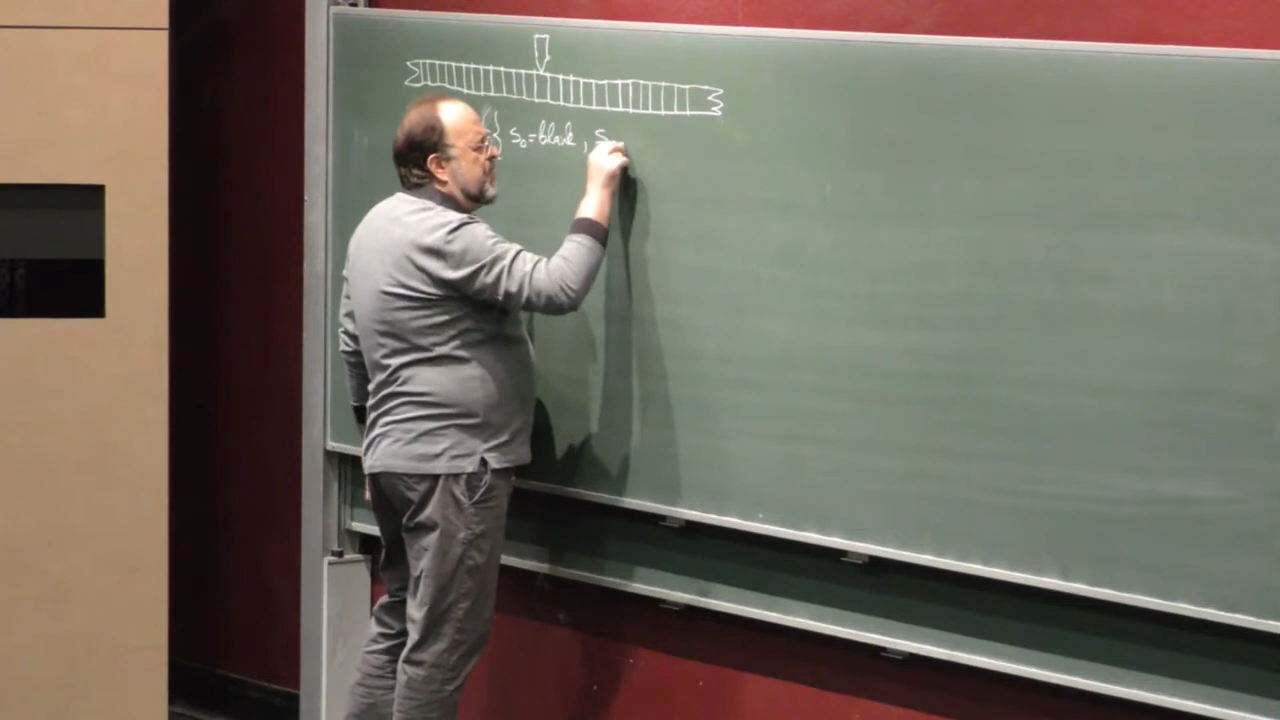 { s₀=blank, s